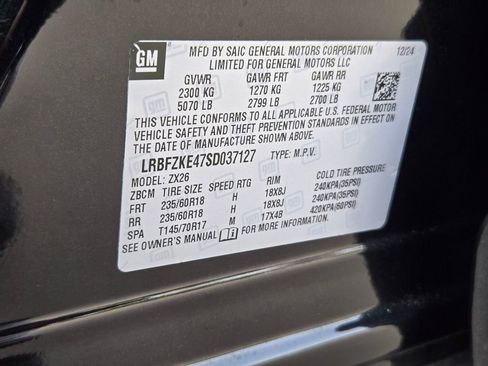 GM
MFD BY SAIC GENERAL MOTORS CORPORATION 12/24
LIMITED FOR GENERAL MOTORS LLC
GVWR GAWR FRT GAWR RR
2300 KG 1270 KG 1225 KG
5070 LB 2799 LB 2700 LB
THIS VEHICLE CONFORMS TO ALL APPLICABLE U.S. FEDERAL MOTOR
VEHICLE SAFETY, BUMPER, AND THEFT PREVENTION STANDARDS IN EFFECT ON
THE DATE OF MANUFACTURE SHOWN ABOVE.
LRBFZKE47SD037127 TYPE: M.P.V.
MODEL: ZX26
ZBCM TIRE SIZE SPEED RTG RIM COLD TIRE PRESSURE
FRT 235/60R18 H 18X8J 240KPA(35PSI)
RR 235/60R18 H 18X8J 240KPA(35PSI)
SPA T145/70R17 M 17X4B 420KPA(60PSI)
SEE OWNER'S MANUAL FOR MORE INFORMATION.